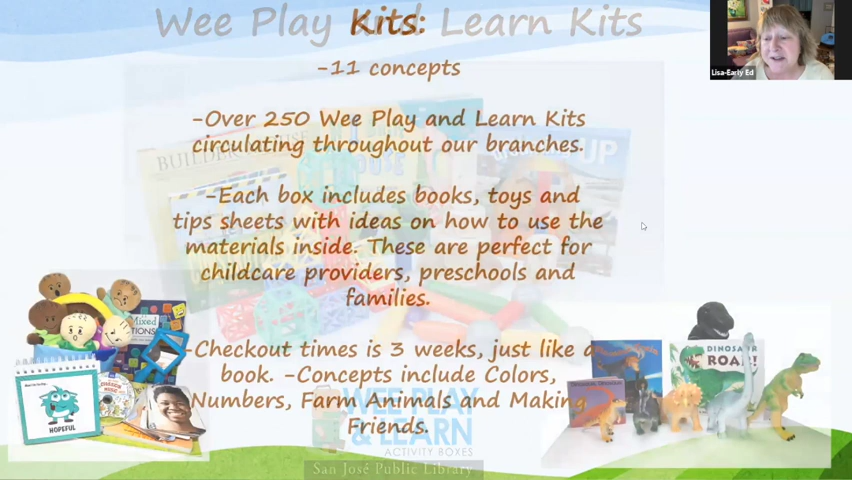 Wee Play and Learn Kits
Kits:
-11 concepts
-Over 250 Wee Play and Learn Kits
circulating throughout our branches.
-Each box includes books, toys and
tips sheets with ideas on how to use the
materials inside. These are perfect for
childcare providers, preschools and
families.
-Checkout times is 3 weeks, just like a
book. -Concepts include Colors,
Numbers, Farm Animals and Making
Friends.
WEE PLAY
& LEARN
ACTIVITY BOXES
San José Public Library
Lisa-Early Ed
HOPEFUL
DINOSAUR
ROAR!